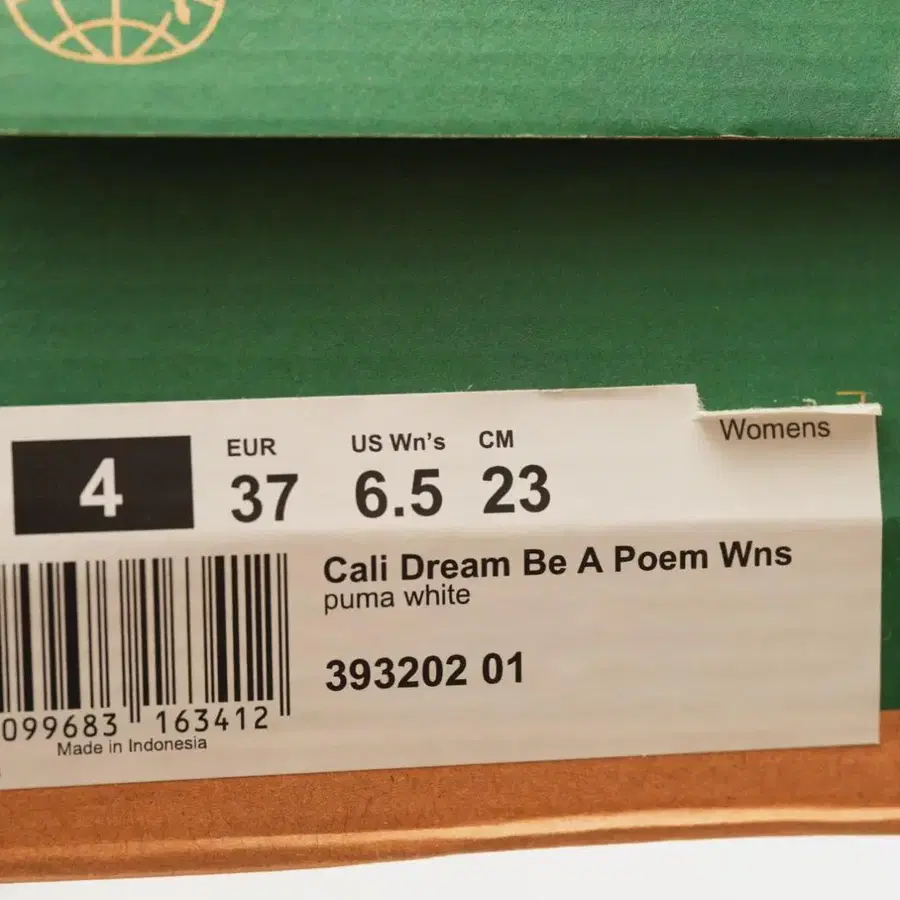 EUR US Wn's CM Womens
4 37 6.5 23
Cali Dream Be A Poem Wns
puma white
393202 01
099683 163412
Made in Indonesia